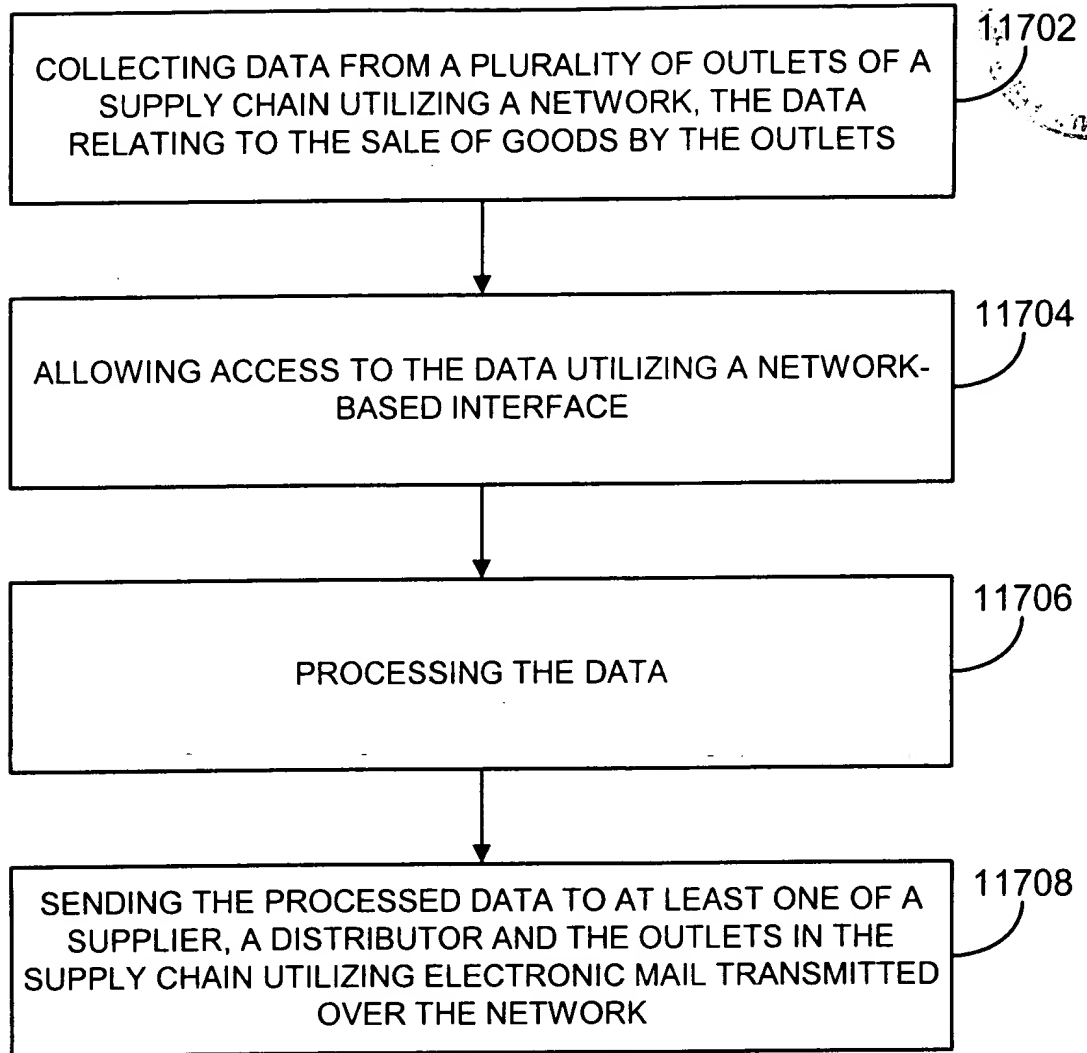 11702
COLLECTING DATA FROM A PLURALITY OF OUTLETS OF A
SUPPLY CHAIN UTILIZING A NETWORK, THE DATA
RELATING TO THE SALE OF GOODS BY THE OUTLETS
11704
ALLOWING ACCESS TO THE DATA UTILIZING A NETWORK-
BASED INTERFACE
11706
PROCESSING THE DATA
11708
SENDING THE PROCESSED DATA TO AT LEAST ONE OF A
SUPPLIER, A DISTRIBUTOR AND THE OUTLETS IN THE
SUPPLY CHAIN UTILIZING ELECTRONIC MAIL TRANSMITTED
OVER THE NETWORK